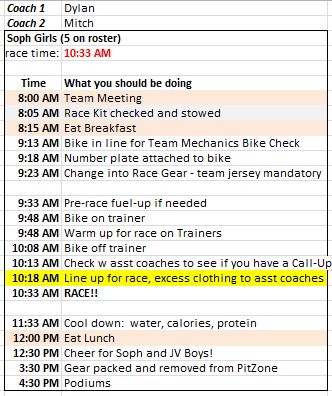 Coach 1 Dylan
Coach 2 Mitch
Soph Girls (5 on roster)
race time: 10:33 AM
Time What you should be doing
8:00 AM Team Meeting
8:05 AM Race Kit checked and stowed
8:15 AM Eat Breakfast
9:13 AM Bike in line for Team Mechanics Bike Check
9:18 AM Number plate attached to bike
9:23 AM Change into Race Gear - team jersey mandatory
9:33 AM Pre-race fuel-up if needed
9:48 AM Bike on trainer
9:48 AM Warm up for race on Trainers
10:08 AM Bike off trainer
10:13 AM Check w asst coaches to see if you have a Call-Up
10:18 AM Line up for race, excess clothing to asst coaches
10:33 AM RACE!!
11:33 AM Cool down: water, calories, protein
12:00 PM Eat Lunch
12:30 PM Cheer for Soph and JV Boys!
3:30 PM Gear packed and removed from PitZone
4:30 PM Podiums